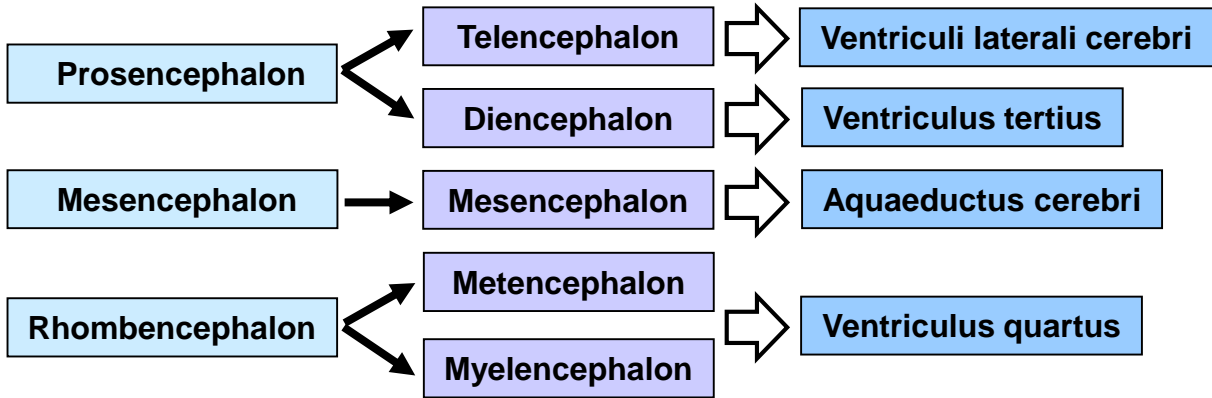 Prosencephalon
Telencephalon
Ventriculi laterali cerebri
Diencephalon
Ventriculus tertius
Mesencephalon
Mesencephalon
Aquaeductus cerebri
Rhombencephalon
Metencephalon
Myelencephalon
Ventriculus quartus